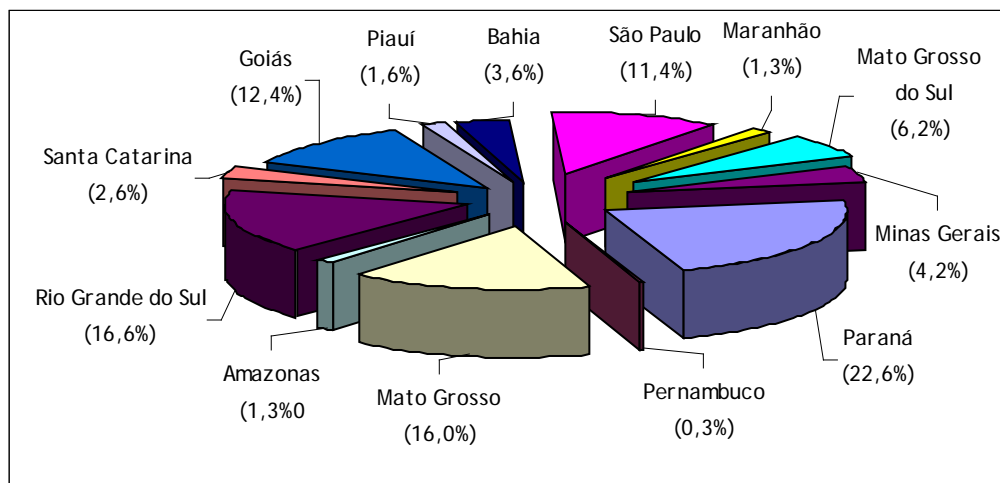 Piauí
(1,6%)
Bahia
(3,6%)
São Paulo
(11,4%)
Maranhão
(1,3%)
Mato Grosso
do Sul
(6,2%)
Goiás
(12,4%)
Santa Catarina
(2,6%)
Minas Gerais
(4,2%)
Rio Grande do Sul
(16,6%)
Paraná
(22,6%)
Amazonas
(1,3%0
Mato Grosso
(16,0%)
Pernambuco
(0,3%)